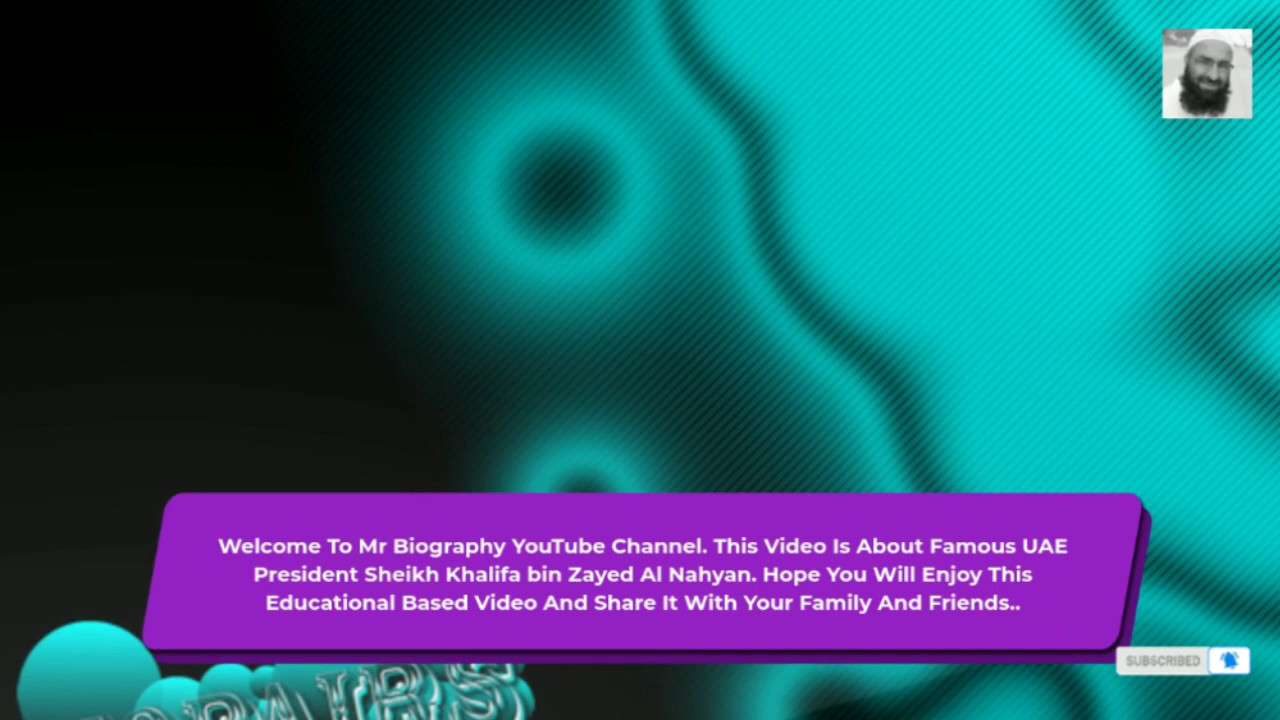 Welcome To Mr Biography YouTube Channel. This Video Is About Famous UAE
President Sheikh Khalifa bin Zayed Al Nahyan. Hope You Will Enjoy This
Educational Based Video And Share It With Your Family And Friends..
SUBSCRIBED